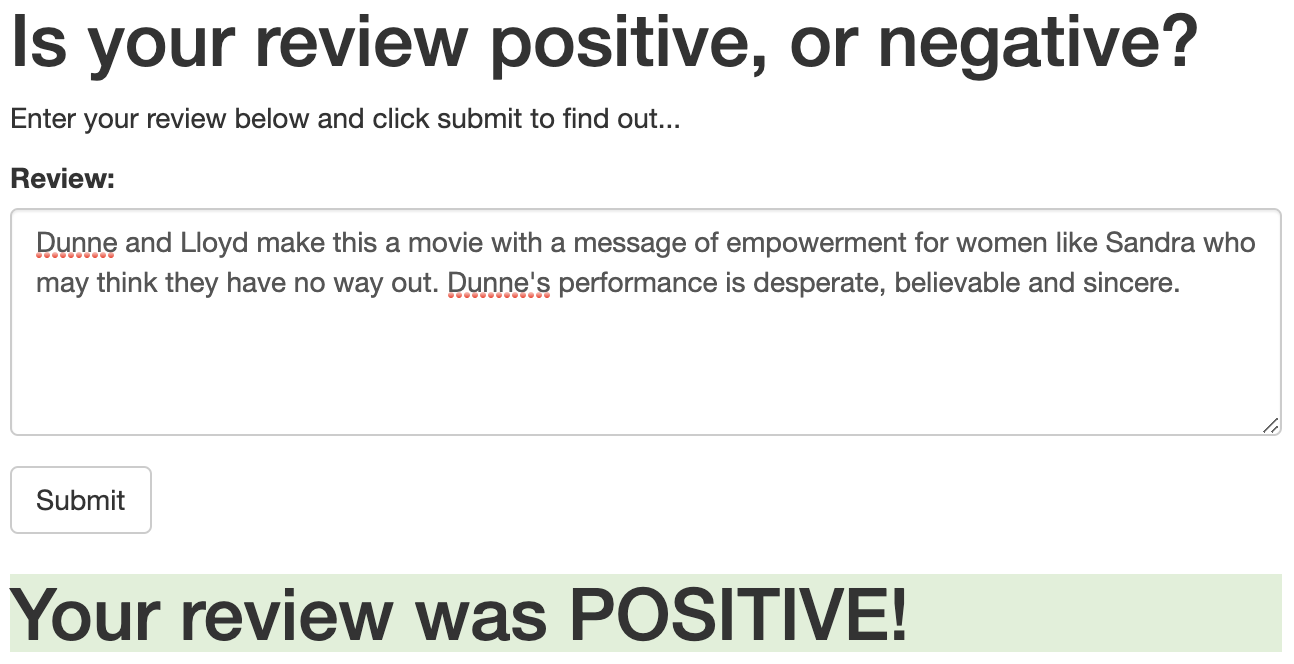 Is your review positive, or negative?
Enter your review below and click submit to find out...
Review:
Dunne and Lloyd make this a movie with a message of empowerment for women like Sandra who
may think they have no way out. Dunne's performance is desperate, believable and sincere.
Submit
Your review was POSITIVE!